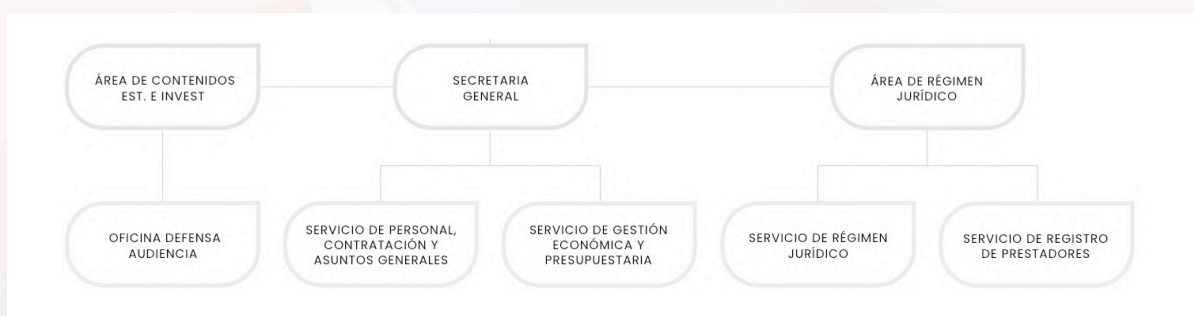 ÁREA DE CONTENIDOS
EST. E INVEST
SECRETARIA
GENERAL
ÁREA DE RÉGIMEN
JURÍDICO
OFICINA DEFENSA
AUDIENCIA
SERVICIO DE PERSONAL,
CONTRATACIÓN Y
ASUNTOS GENERALES
SERVICIO DE GESTIÓN
ECONÓMICA Y
PRESUPUESTARIA
SERVICIO DE RÉGIMEN
JURÍDICO
SERVICIO DE REGISTRO
DE PRESTADORES